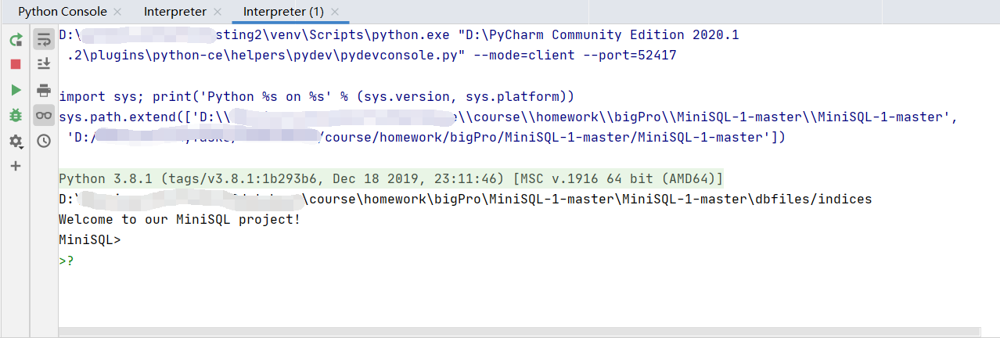 Python Console Interpreter Interpreter (1)
D:\ sting2\venv\Scripts\python.exe "D:\PyCharm Community Edition 2020.1
.2\plugins\python-ce\helpers\pydev\pydevconsole.py" --mode=client --port=52417
import sys; print('Python %s on %s' % (sys.version, sys.platform))
sys.path.extend(['D:\\ e\\course\\homework\\bigPro\\MiniSQL-1-master\\MiniSQL-1-master',
'D:/ /course/homework/bigPro/MiniSQL-1-master/MiniSQL-1-master'])
Python 3.8.1 (tags/v3.8.1:1b293b6, Dec 18 2019, 23:11:46) [MSC v.1916 64 bit (AMD64)]
D:\ \course\homework\bigPro\MiniSQL-1-master\MiniSQL-1-master\dbfiles/indices
Welcome to our MiniSQL project!
MiniSQL>
>?